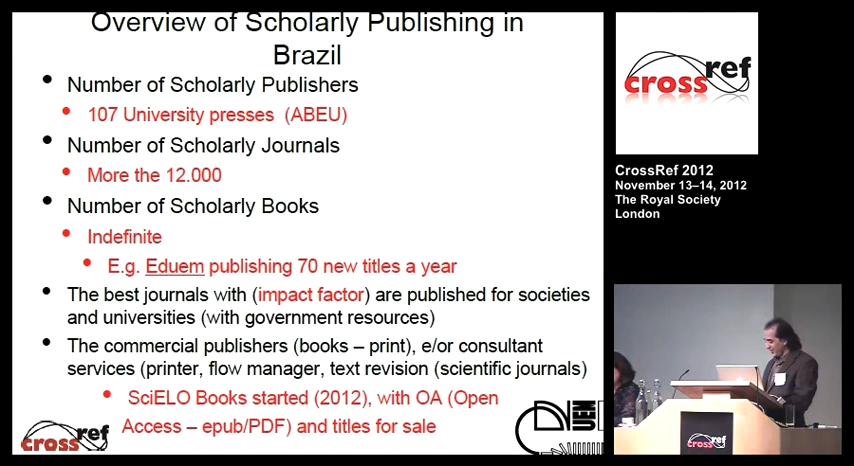 Overview of Scholarly Publishing in
Brazil
• Number of Scholarly Publishers
• 107 University presses (ABEU)
• Number of Scholarly Journals
• More the 12.000
• Number of Scholarly Books
• Indefinite
• E.g. Eduem publishing 70 new titles a year
• The best journals with (impact factor) are published for societies
and universities (with government resources)
• The commercial publishers (books – print), e/or consultant
services (printer, flow manager, text revision (scientific journals)
• SciELO Books started (2012), with OA (Open
Access – epub/PDF) and titles for sale
crossref
UEM
crossref
CrossRef 2012
November 13–14, 2012
The Royal Society
London
crossref